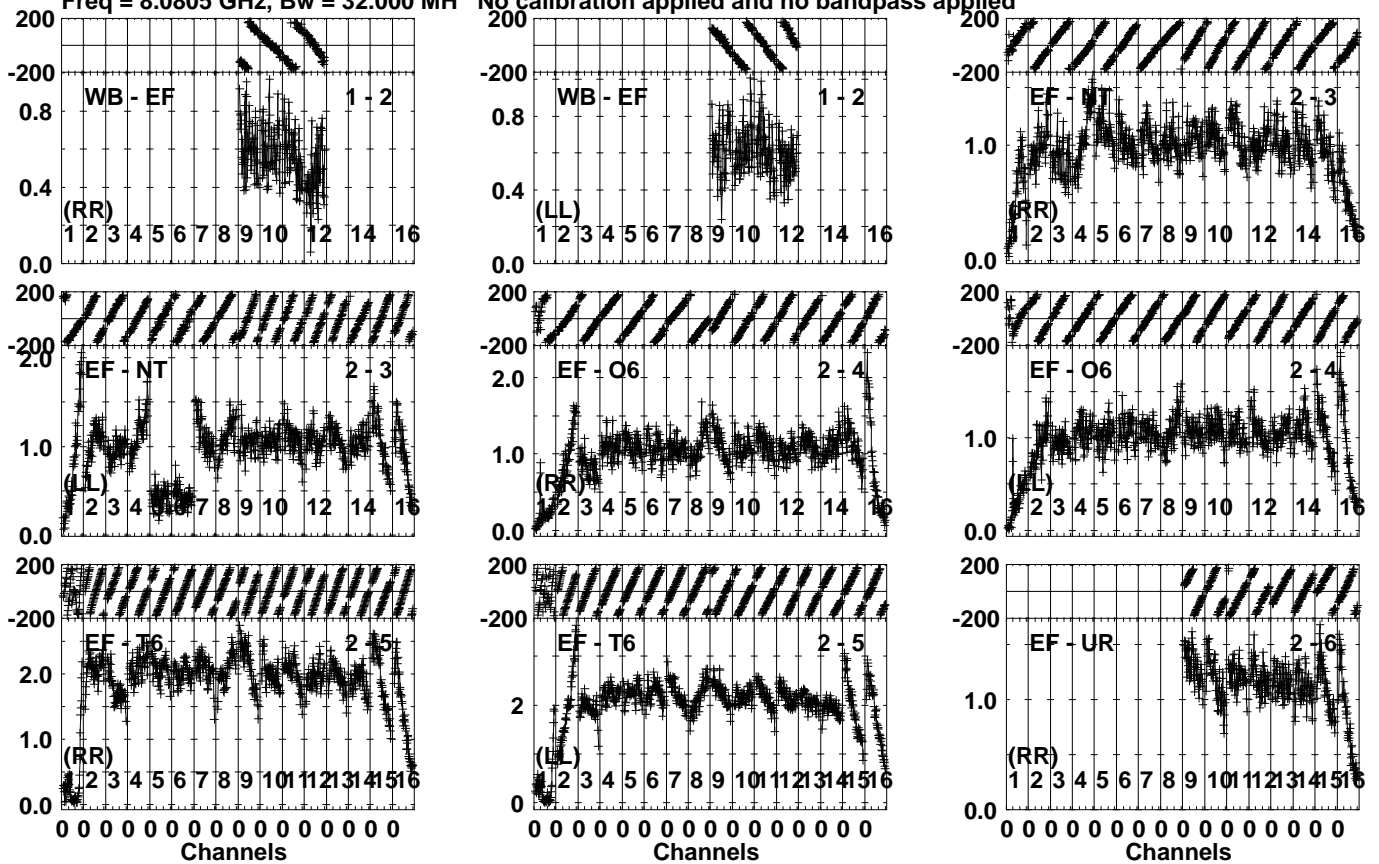 Freq = 8.0805 GHz, Bw = 32.000 MH No calibration applied and no bandpass applied
200
-200
WB - EF 1 - 2
0.8
0.4
(RR)
1 2 3 4 5 6 7 8 9 10 12 14 16
0.0
200
-200
WB - EF 1 - 2
0.8
0.4
(LL)
1 2 3 4 5 6 7 8 9 10 12 14 16
0.0
200
-200
EF - NT 2 - 3
1.0
(RR)
1 2 3 4 5 6 7 8 9 10 12 14 16
0.0
200
-200
2.0
EF - NT 2 - 3
1.0
(LL)
2 3 4 5 6 7 8 9 10 12 14 16
0.0
200
-200
EF - O6 2 - 4
2.0
1.0
(RR)
1 2 3 4 5 6 7 8 9 10 12 14 16
0.0
200
-200
EF - O6 2 - 4
1.0
(LL)
1 2 3 4 5 6 7 8 9 10 12 14 16
0.0
200
-200
EF - T6 2 - 5
2.0
1.0
(RR)
1 2 3 4 5 6 7 8 9 10 11 12 13 14 15 16
0.0
0 0 0 0 0 0 0 0 0 0 0 0 0 0 0 0
Channels
200
-200
EF - T6 2 - 5
2
(LL)
1 2 3 4 5 6 7 8 9 10 11 12 13 14 15 16
0
0 0 0 0 0 0 0 0 0 0 0 0 0 0 0 0
Channels
200
-200
EF - UR 2 - 6
1.0
(RR)
1 2 3 4 5 6 7 8 9 10 11 12 13 14 15 16
0.0
0 0 0 0 0 0 0 0 0 0 0 0 0 0 0 0
Channels